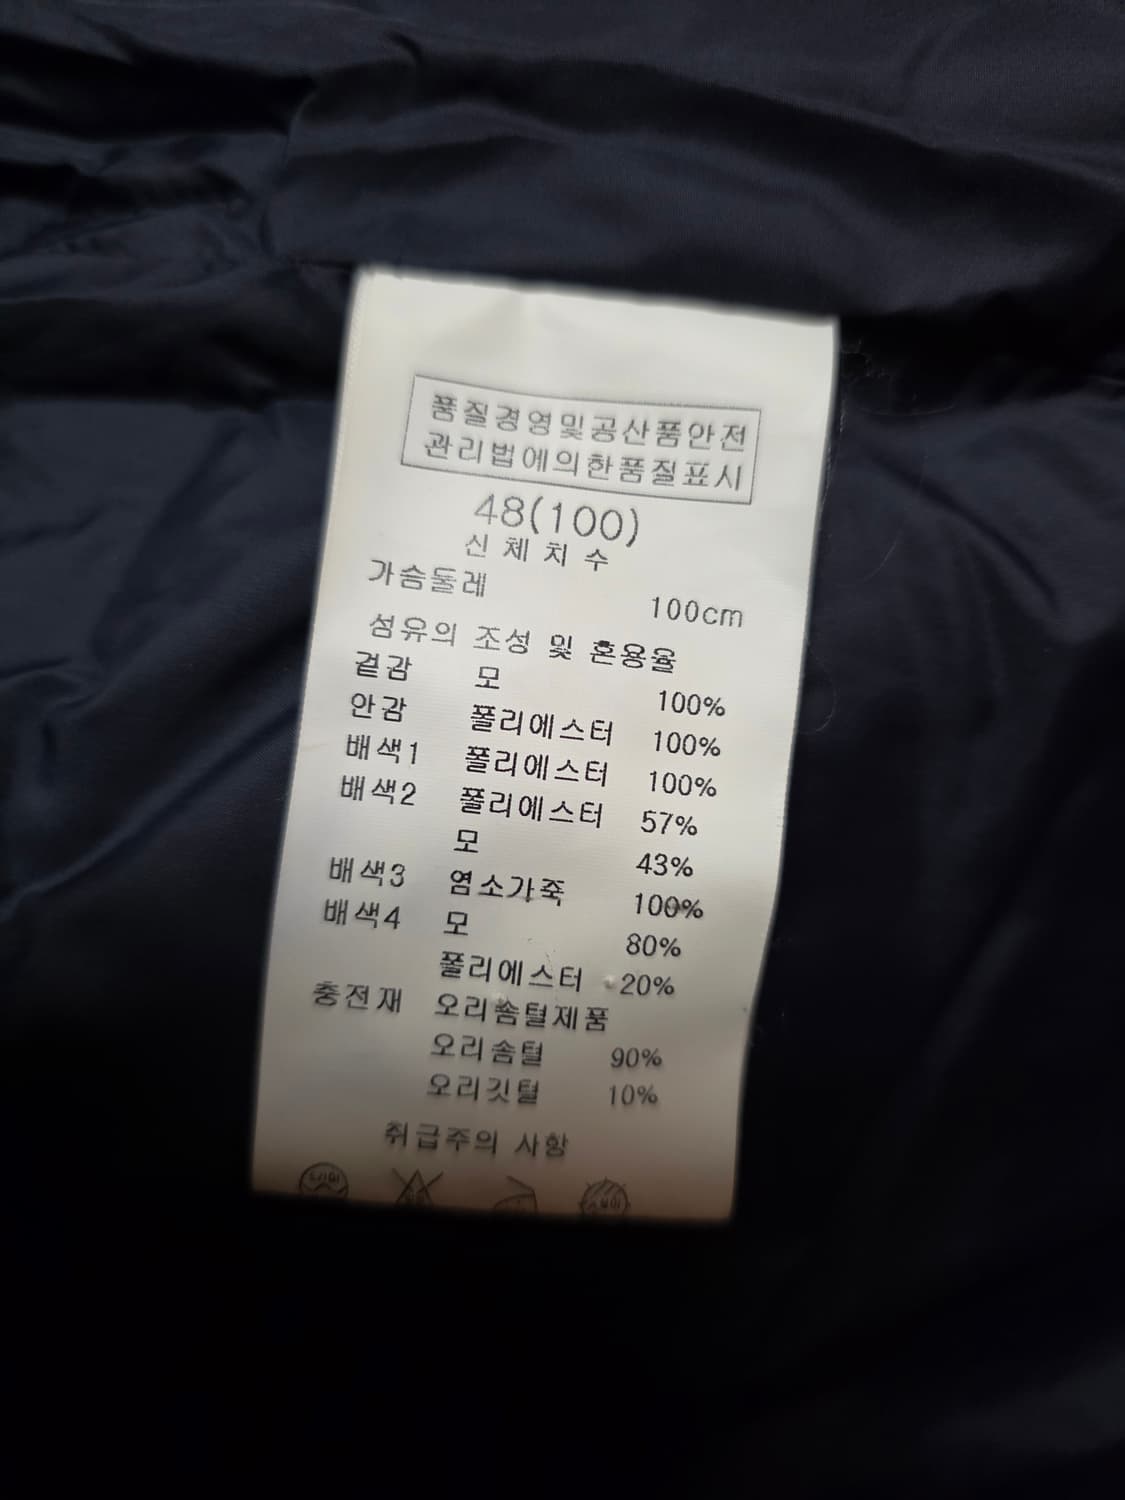 품질경영및공산품안전
관리법에의한품질표시
48(100)
신체치수
가슴둘레 100cm
섬유의 조성 및 혼용율
겉감 모 100%
안감 폴리에스터 100%
배색1 폴리에스터 100%
배색2 폴리에스터 57%
모 43%
배색3 염소가죽 100%
배색4 모 80%
폴리에스터 20%
충전재 오리솜털제품
오리솜털 90%
오리깃털 10%
취급주의 사항
드라이